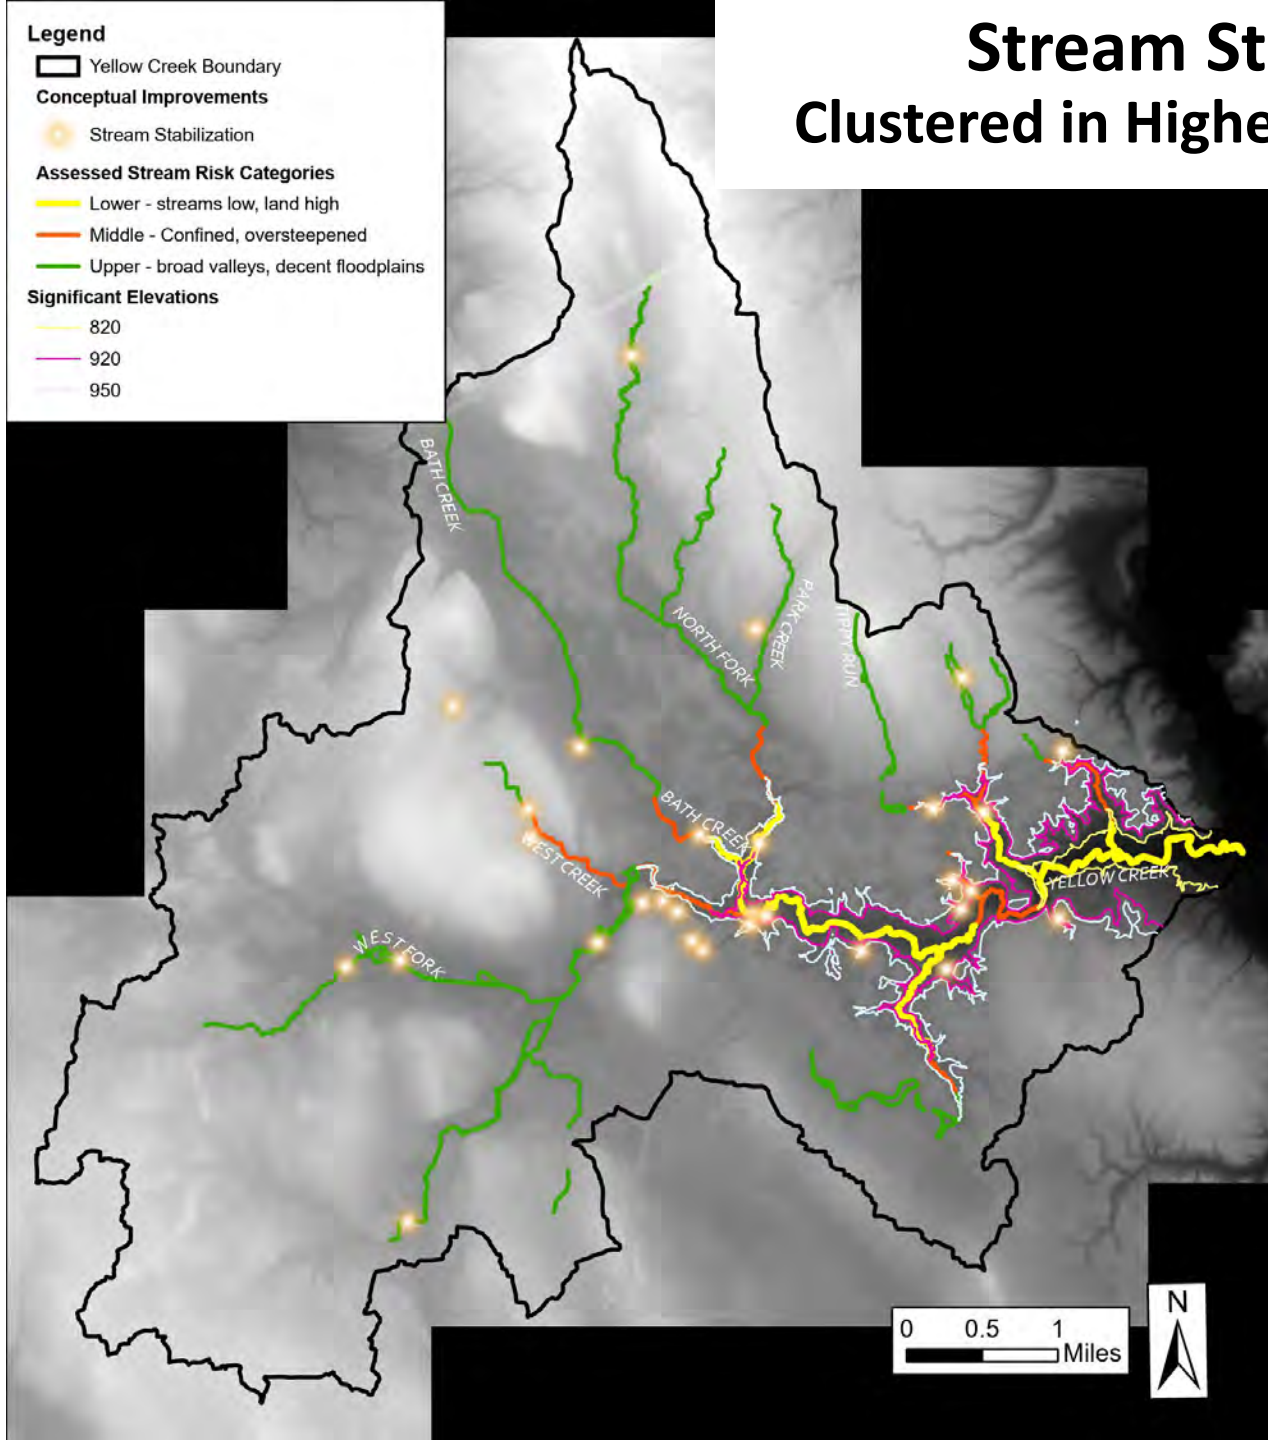 Stream St
Clustered in Highe
Legend
Yellow Creek Boundary
Conceptual Improvements
Stream Stabilization
Assessed Stream Risk Categories
Lower - streams low, land high
Middle - Confined, oversteepened
Upper - broad valleys, decent floodplains
Significant Elevations
820
920
950
BATH CREEK
NORTH FORK
PARK CREEK
BATH CREEK
WEST CREEK
YELLOW CREEK
WEST FORK
0 0.5 1
Miles
N